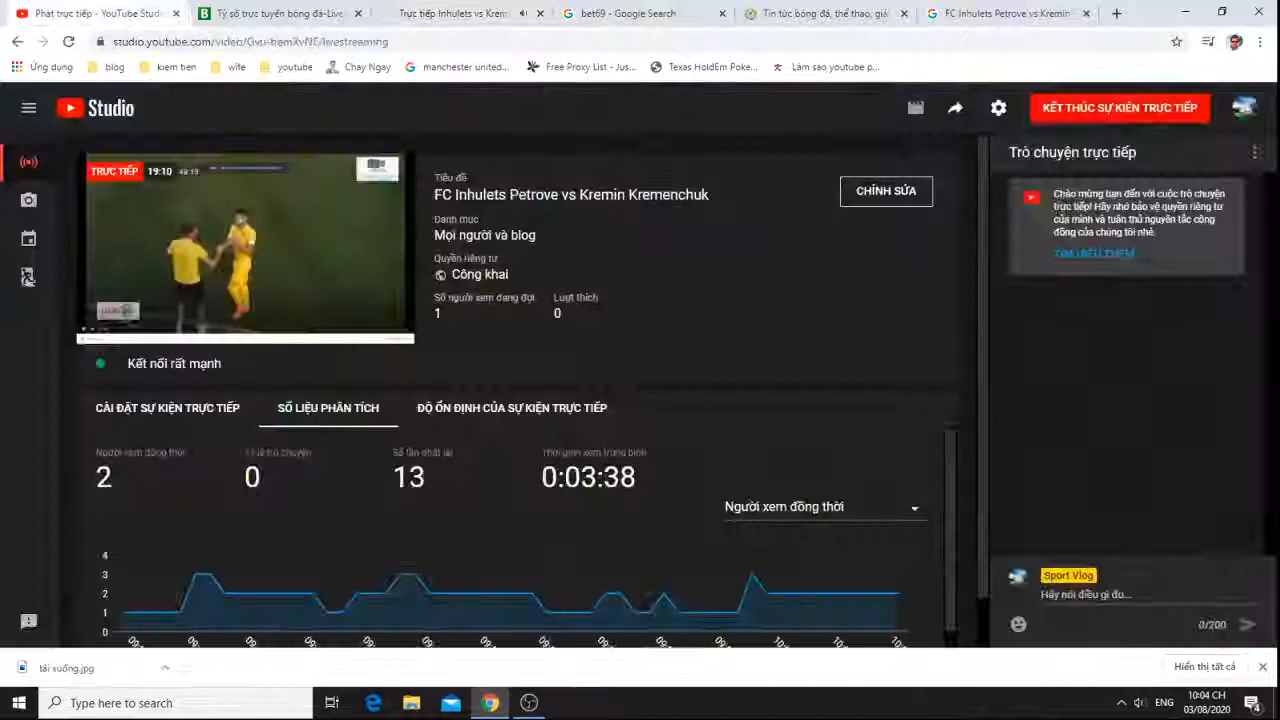 Phát trực tiếp - YouTube Studio
Tỷ số trực tuyến bóng đá-Live
Trực tiếp Inhulets vs Krem
bet69 - Google Search
Tin tức bóng đá, thể thao, giải
FC Inhulets Petrove vs Kremin
Ứng dụng
blog
kiem tien
wife
youtube
Chay Ngay
manchester united...
Free Proxy List - Jus...
Texas HoldEm Poke...
Làm sao youtube p...
Studio
KẾT THÚC SỰ KIỆN TRỰC TIẾP
TRỰC TIẾP 19:10
Tiêu đề
FC Inhulets Petrove vs Kremin Kremenchuk
CHỈNH SỬA
Danh mục
Mọi người và blog
Quyền riêng tư
Công khai
Số người xem đang đợi
Lượt thích
1
0
Kết nối rất mạnh
CÀI ĐẶT SỰ KIỆN TRỰC TIẾP
SỐ LIỆU PHÂN TÍCH
ĐỘ ỔN ĐỊNH CỦA SỰ KIỆN TRỰC TIẾP
Người xem đồng thời
Tỷ lệ trò chuyện
Số lần phát lại
Thời gian xem trung bình
2
0
13
0:03:38
Người xem đồng thời
4
3
2
1
0
Trò chuyện trực tiếp
Chào mừng bạn đến với cuộc trò chuyện
trực tiếp! Hãy nhớ bảo vệ quyền riêng tư
của mình và tuân thủ nguyên tắc cộng
đồng của chúng tôi nhé.
TÌM HIỂU THÊM
Sport Vlog
Hãy nói điều gì đó...
0/200
tải xuống.jpg
Hiển thị tất cả
Type here to search
ENG
10:04 CH
03/08/2020
4